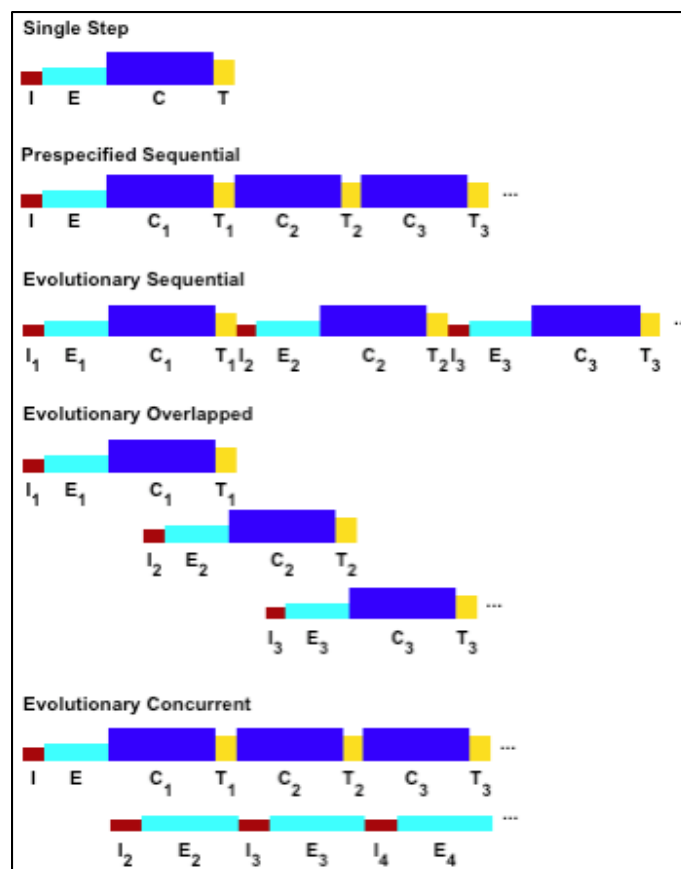 Single Step
I E C T
Prespecified Sequential
...
I E C₁ T₁ C₂ T₂ C₃ T₃
Evolutionary Sequential
..
I₁ E₁ C₁ T₁ I₂ E₂ C₂ T₂ I₃ E₃ C₃ T₃
Evolutionary Overlapped
I₁ E₁ C₁ T₁
I₂ E₂ C₂ T₂
...
I₃ E₃ C₃ T₃
Evolutionary Concurrent
...
I E C₁ T₁ C₂ T₂ C₃ T₃
...
I₂ E₂ I₃ E₃ I₄ E₄